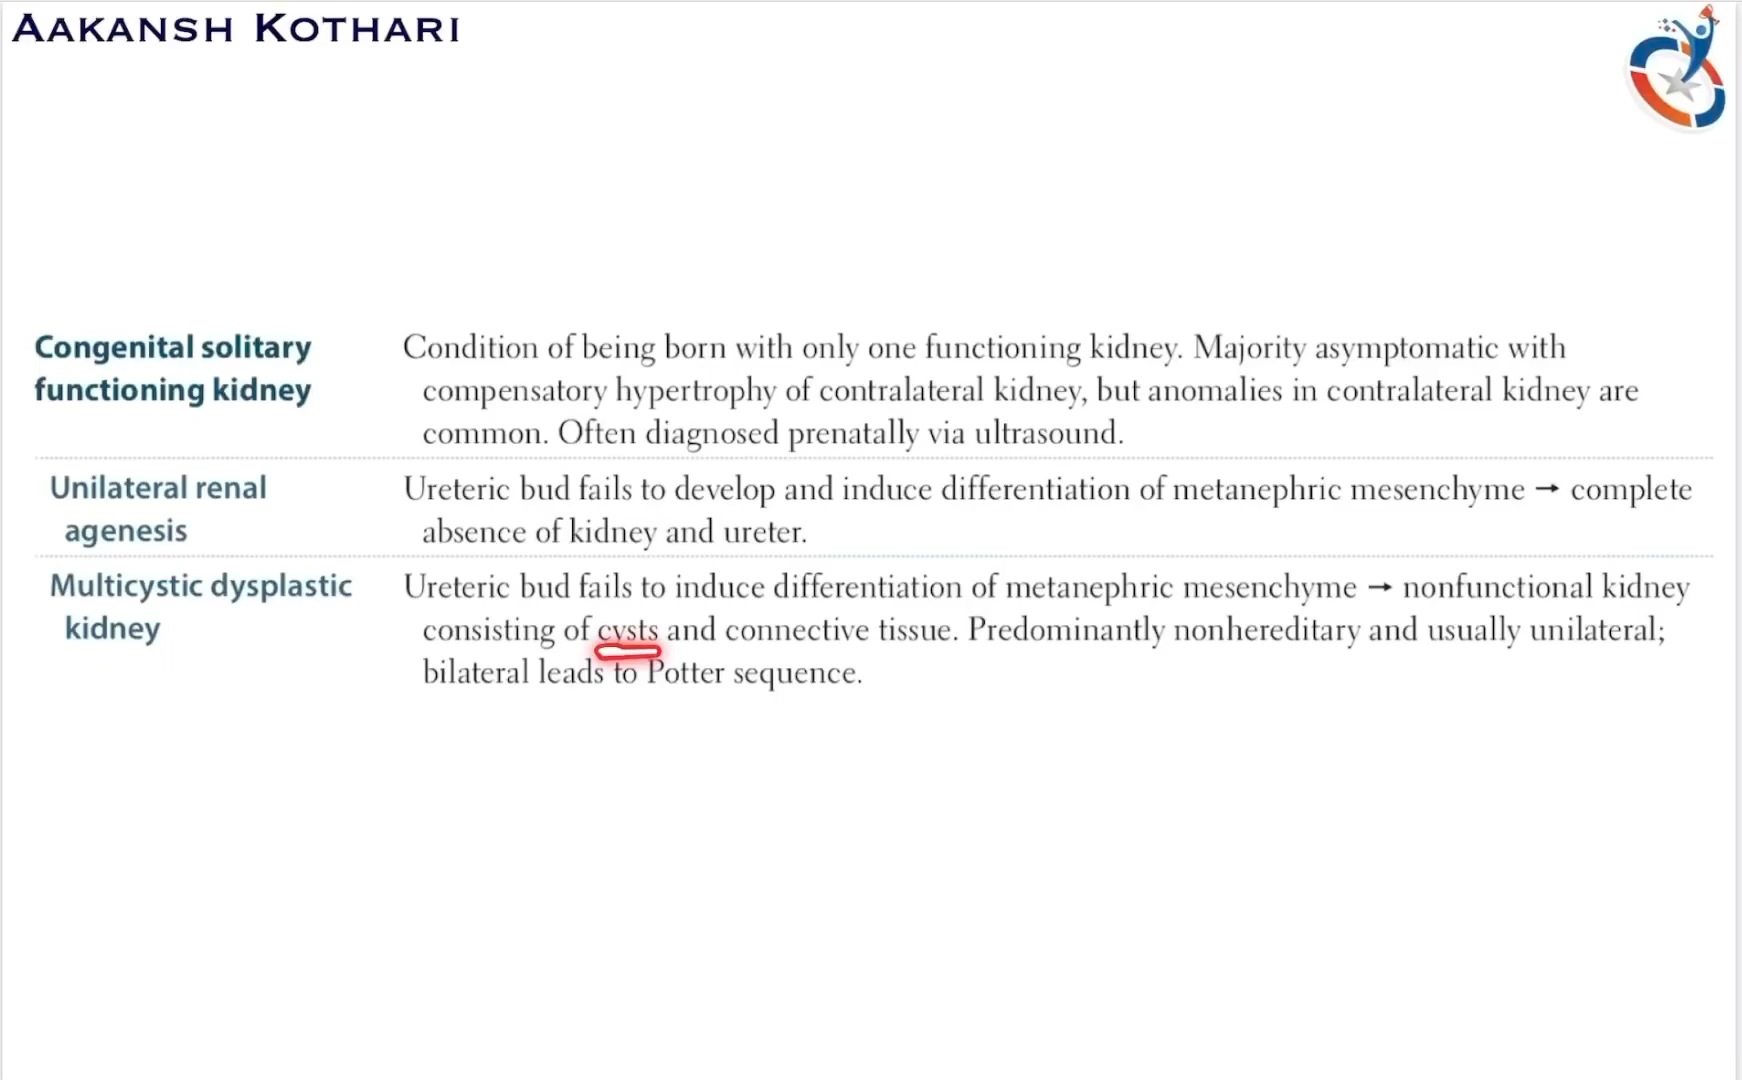 AAKANSH KOTHARI
Congenital solitary
functioning kidney
Condition of being born with only one functioning kidney. Majority asymptomatic with
compensatory hypertrophy of contralateral kidney, but anomalies in contralateral kidney are
common. Often diagnosed prenatally via ultrasound.
Unilateral renal
agenesis
Ureteric bud fails to develop and induce differentiation of metanephric mesenchyme → complete
absence of kidney and ureter.
Multicystic dysplastic
kidney
Ureteric bud fails to induce differentiation of metanephric mesenchyme → nonfunctional kidney
consisting of cysts and connective tissue. Predominantly nonhereditary and usually unilateral;
bilateral leads to Potter sequence.